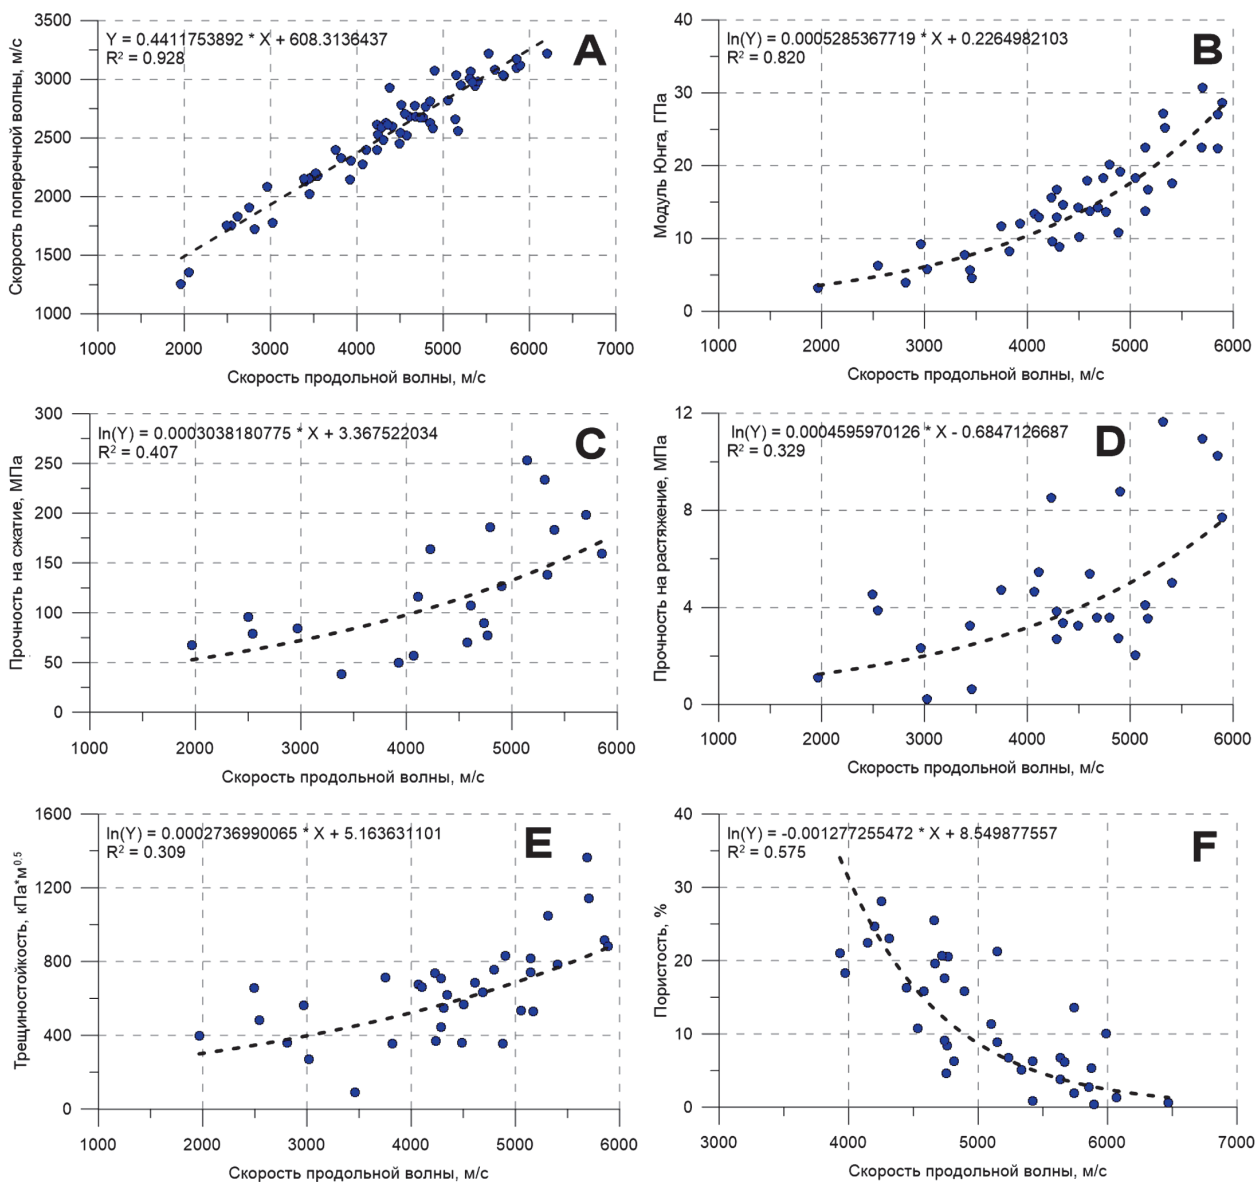 Y = 0.4411753892 * X + 608.3136437
R² = 0.928
A
Скорость поперечной волны, м/с
3500
3000
2500
2000
1500
1000
1000 2000 3000 4000 5000 6000 7000
Скорость продольной волны, м/с
ln(Y) = 0.0005285367719 * X + 0.2264982103
R² = 0.820
B
Модуль Юнга, ГПа
40
30
20
10
0
1000 2000 3000 4000 5000 6000
Скорость продольной волны, м/с
ln(Y) = 0.0003038180775 * X + 3.367522034
R² = 0.407
C
Прочность на сжатие, МПа
300
250
200
150
100
50
0
1000 2000 3000 4000 5000 6000
Скорость продольной волны, м/с
ln(Y) = 0.0004595970126 * X - 0.6847126687
R² = 0.329
D
Прочность на растяжение, МПа
12
8
4
0
1000 2000 3000 4000 5000 6000
Скорость продольной волны, м/с
ln(Y) = 0.0002736990065 * X + 5.163631101
R² = 0.309
E
Трещиностойкость, кПа*м⁰·⁵
1600
1200
800
400
0
1000 2000 3000 4000 5000 6000
Скорость продольной волны, м/с
ln(Y) = -0.001277255472 * X + 8.549877557
R² = 0.575
F
Пористость, %
40
30
20
10
0
3000 4000 5000 6000 7000
Скорость продольной волны, м/с